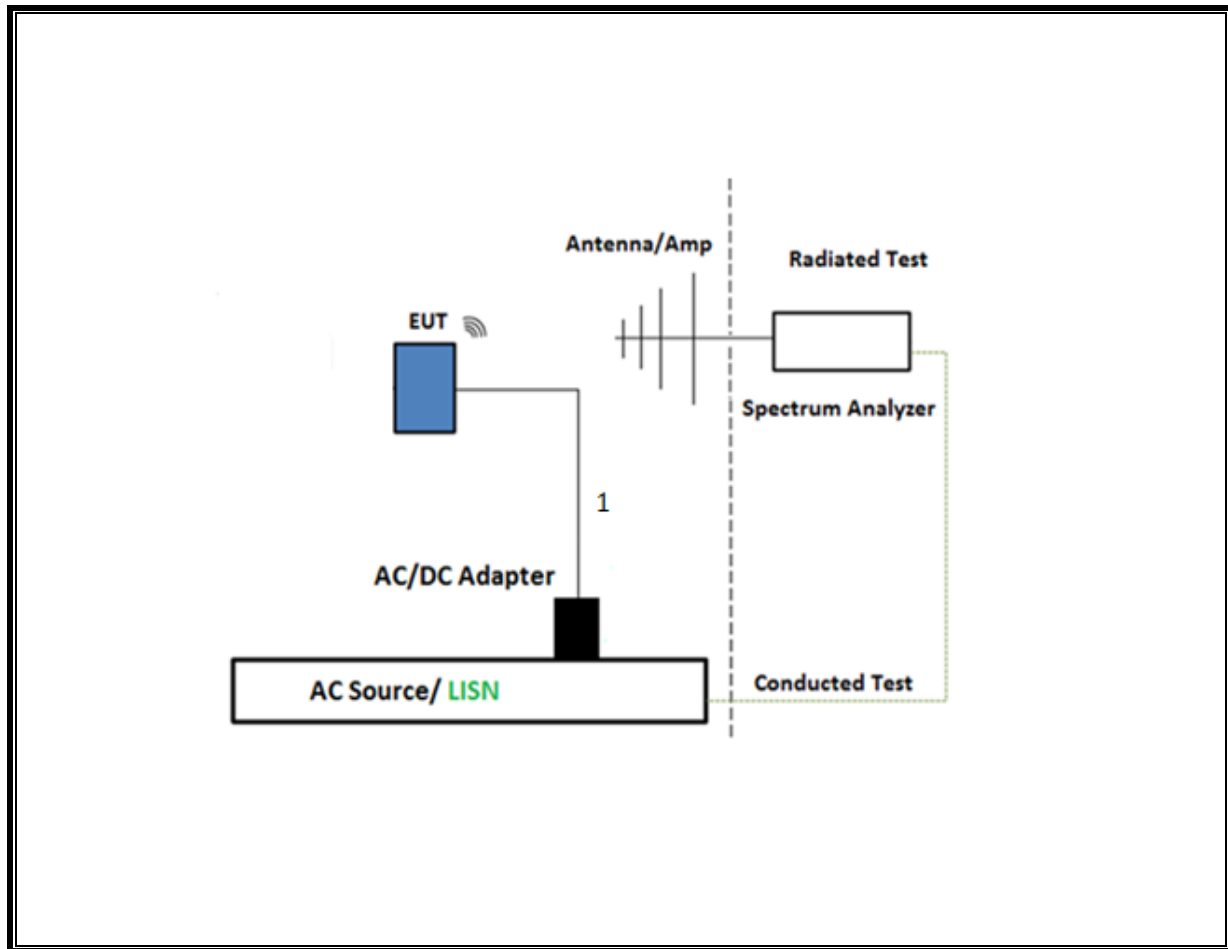 Antenna/Amp
Radiated Test
EUT
Spectrum Analyzer
1
AC/DC Adapter
AC Source/ LISN
Conducted Test